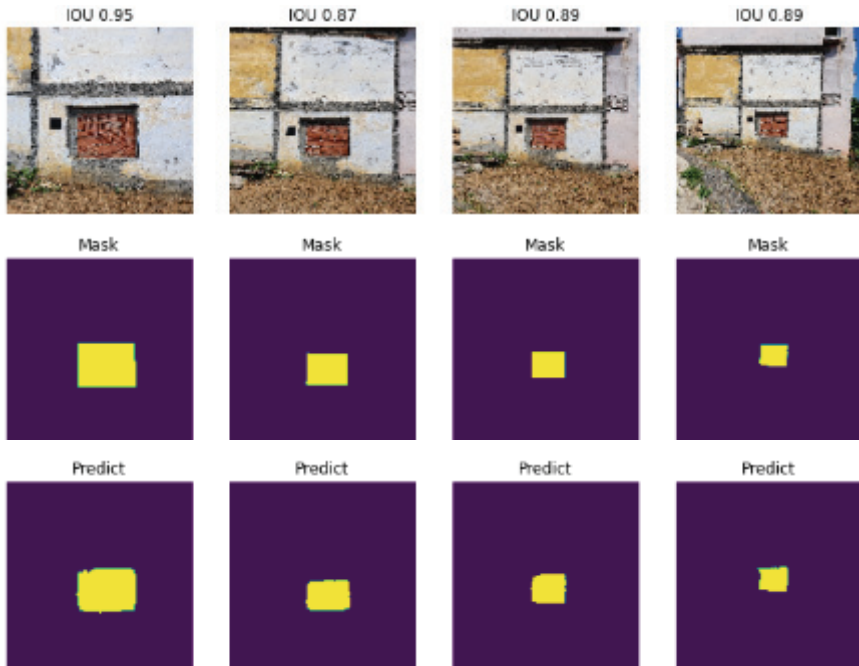 IOU 0.95
IOU 0.87
IOU 0.89
IOU 0.89
Mask
Mask
Mask
Mask
Predict
Predict
Predict
Predict